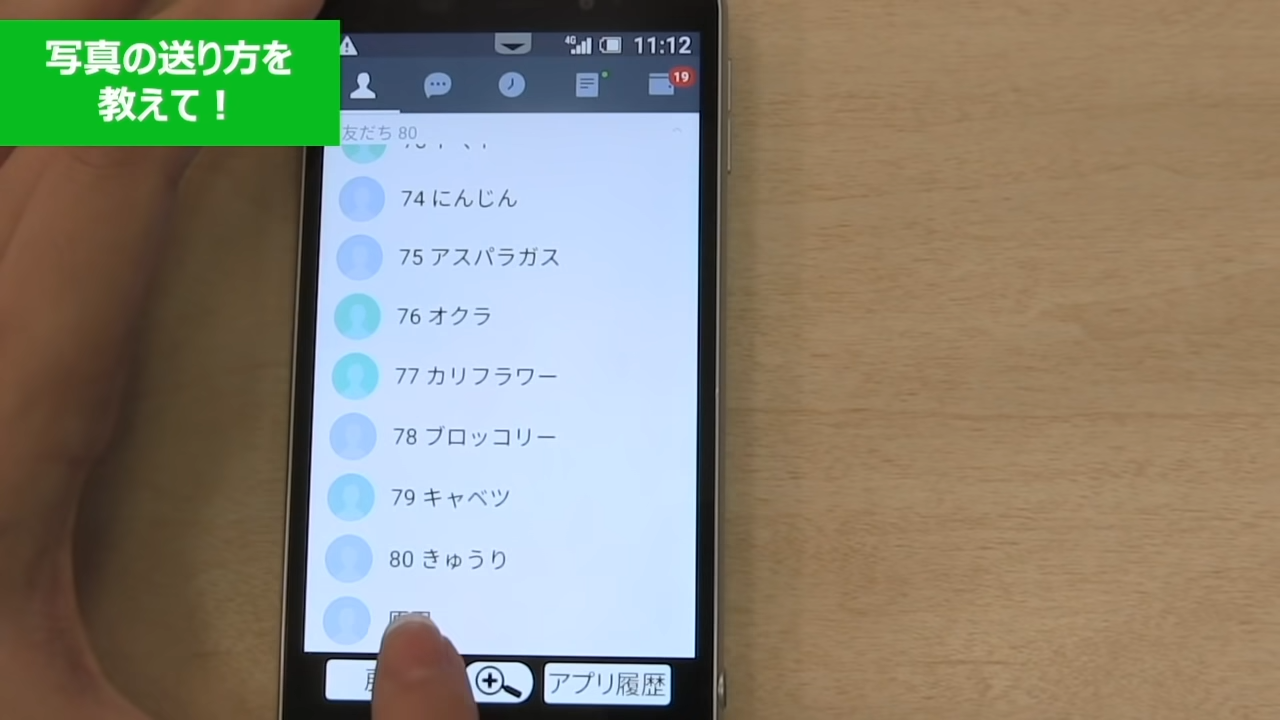 写真の送り方を
教えて！
4G
11:12
19
友だち 80
74 にんじん
75 アスパラガス
76 オクラ
77 カリフラワー
78 ブロッコリー
79 キャベツ
80 きゅうり
アプリ履歴